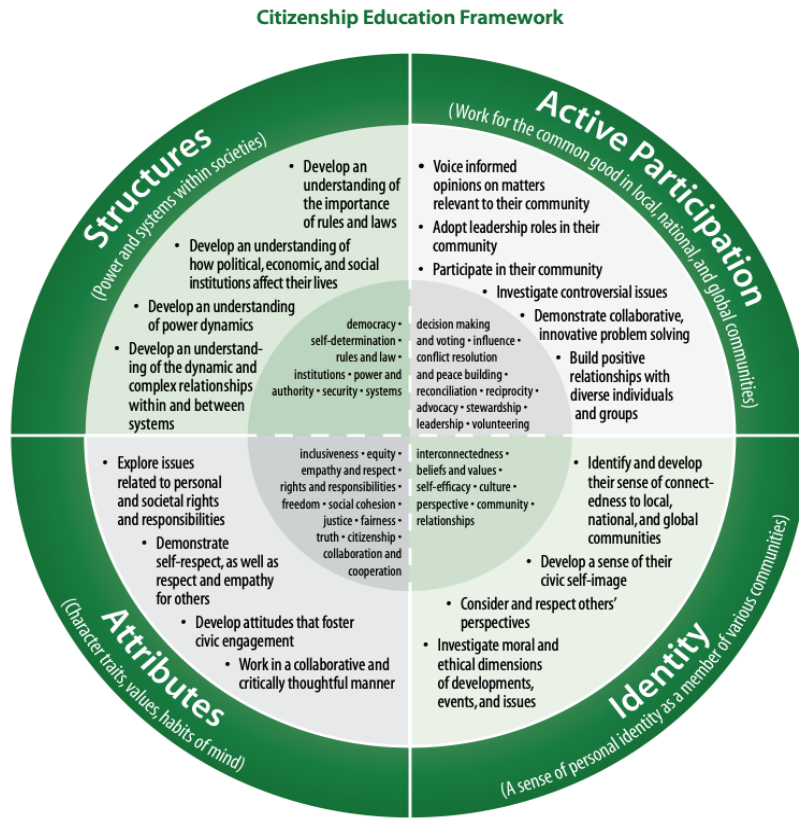 Citizenship Education Framework
Structures
(Power and systems within societies)
• Develop an
understanding of
the importance
of rules and laws
• Develop an understanding of
how political, economic, and social
institutions affect their lives
• Develop an understanding
of power dynamics
• Develop an understand-
ing of the dynamic and
complex relationships
within and between
systems
democracy •
self-determination •
rules and law •
institutions • power and
authority • security • systems
Active Participation
(Work for the common good in local, national, and global communities)
• Voice informed
opinions on matters
relevant to their community
• Adopt leadership roles in their
community
• Participate in their community
• Investigate controversial issues
• Demonstrate collaborative,
innovative problem solving
• Build positive
relationships with
diverse individuals
and groups
decision making
and voting • influence •
conflict resolution
and peace building •
reconciliation • reciprocity •
advocacy • stewardship •
leadership • volunteering
Attributes
(Character traits, values, habits of mind)
• Explore issues
related to personal
and societal rights
and responsibilities
• Demonstrate
self-respect, as well as
respect and empathy
for others
• Develop attitudes that foster
civic engagement
• Work in a collaborative and
critically thoughtful manner
inclusiveness • equity •
empathy and respect •
rights and responsibilities •
freedom • social cohesion •
justice • fairness •
truth • citizenship •
collaboration and
cooperation
Identity
(A sense of personal identity as a member of various communities)
interconnectedness •
beliefs and values •
self-efficacy • culture •
perspective • community •
relationships
• Identify and develop
their sense of connect-
edness to local,
national, and global
communities
• Develop a sense of their
civic self-image
• Consider and respect others’
perspectives
• Investigate moral and
ethical dimensions
of developments,
events, and issues